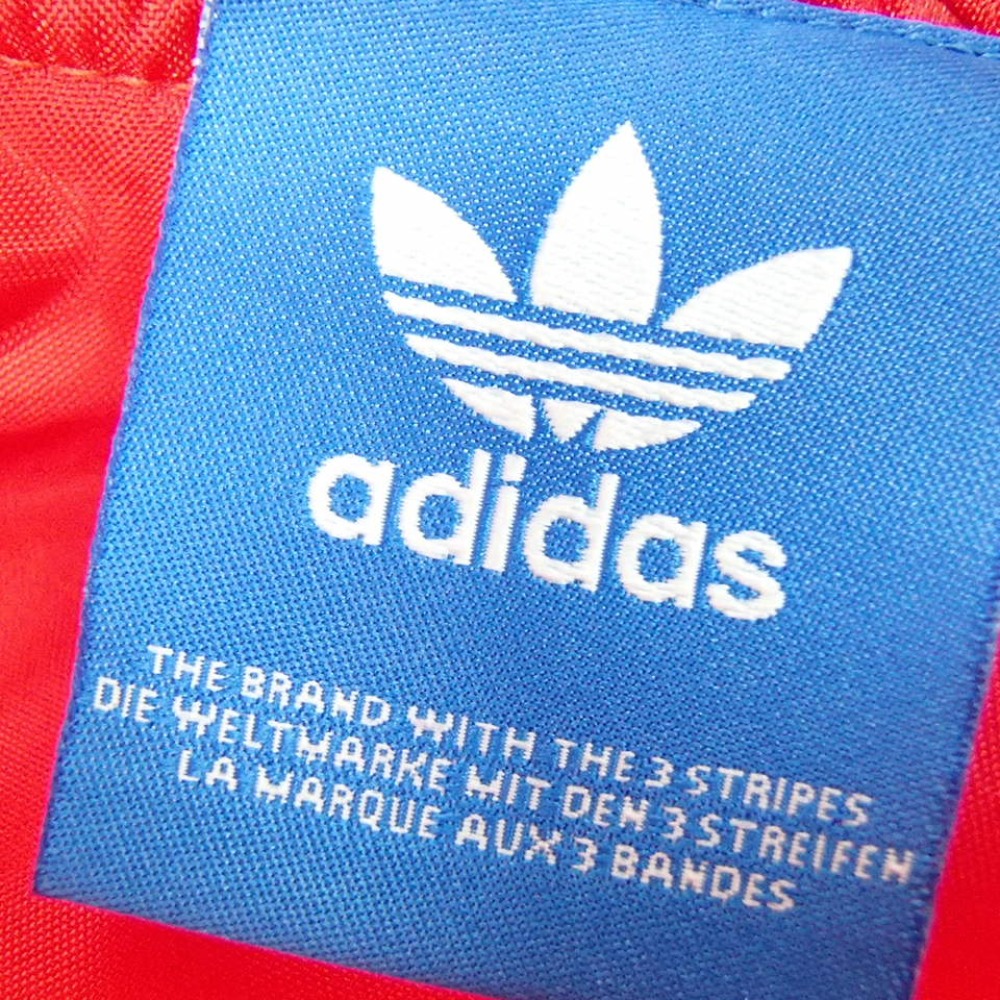 adidas
THE BRAND WITH THE 3 STRIPES
DIE WELTMARKE MIT DEN 3 STREIFEN
LA MARQUE AUX 3 BANDES